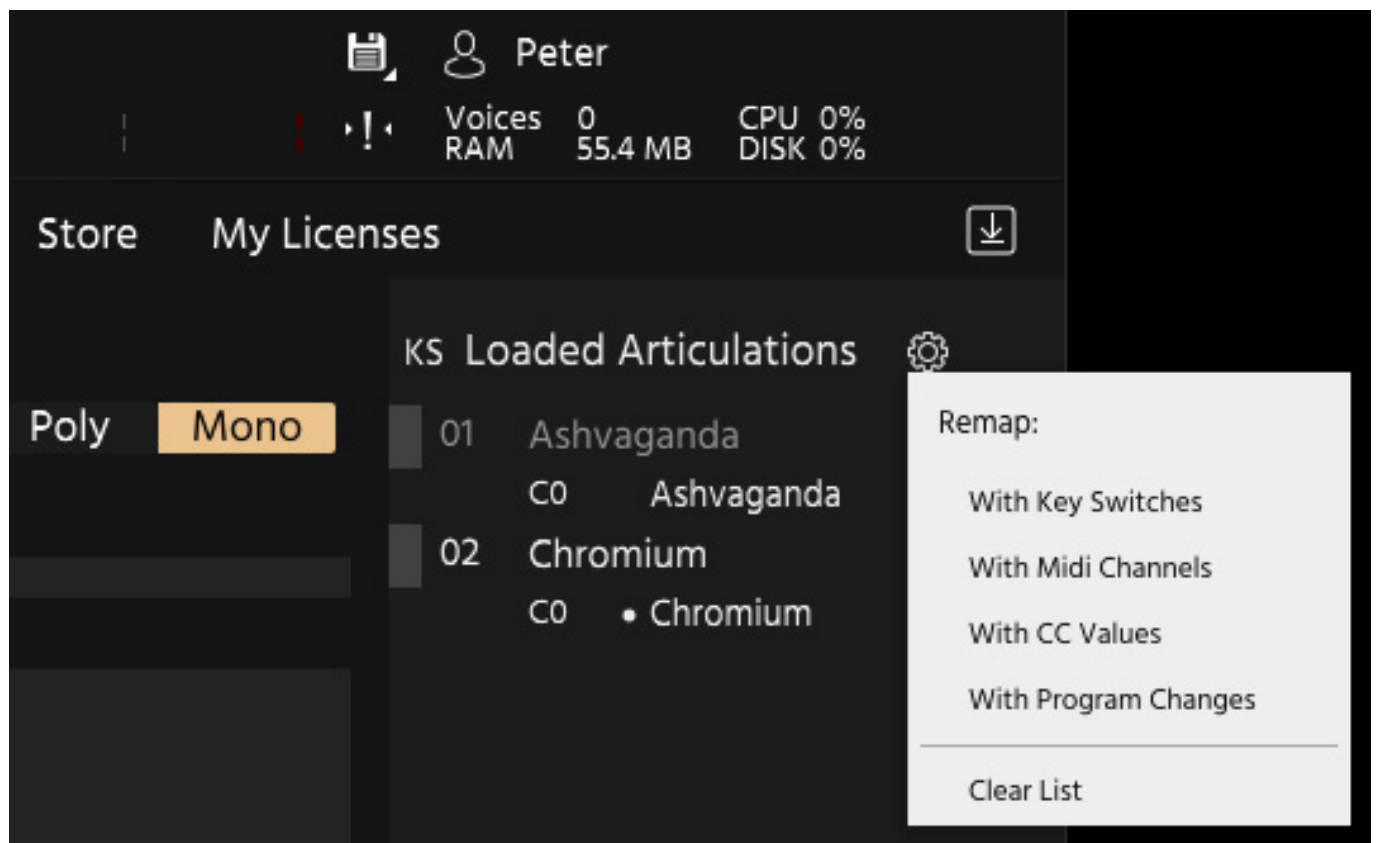 Peter
Voices 0 CPU 0%
RAM 55.4 MB DISK 0%
Store My Licenses
KS Loaded Articulations
Poly Mono
01 Ashvaganda
C0 Ashvaganda
02 Chromium
C0 • Chromium
Remap:
With Key Switches
With Midi Channels
With CC Values
With Program Changes
Clear List